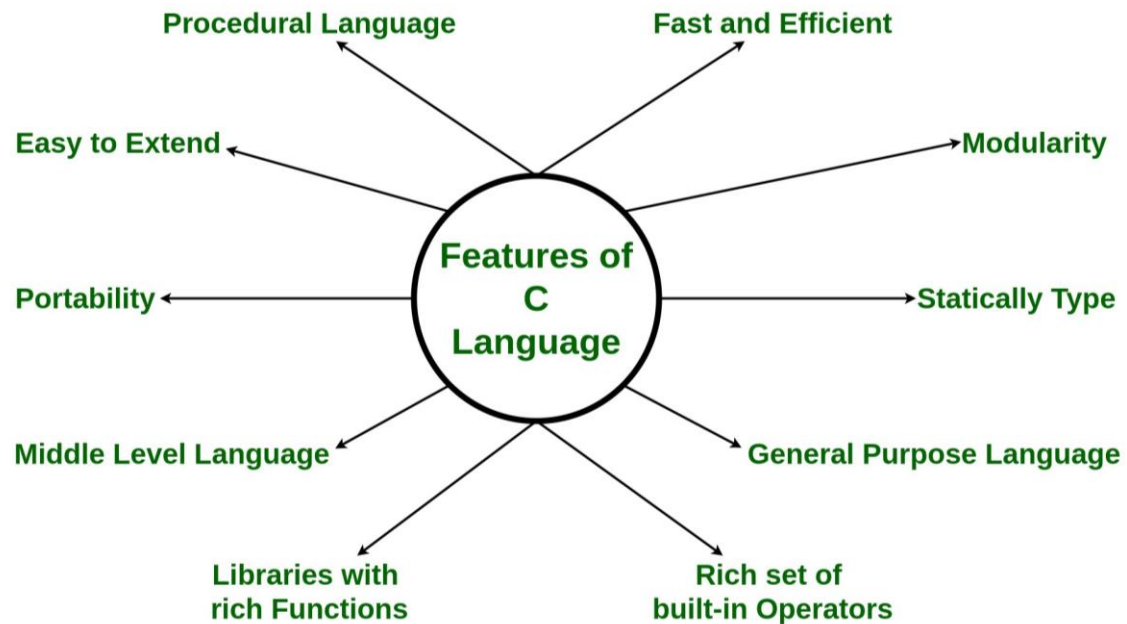 Procedural Language
Fast and Efficient
Easy to Extend
Modularity
Features of
C
Language
Portability
Statically Type
Middle Level Language
General Purpose Language
Libraries with
rich Functions
Rich set of
built-in Operators